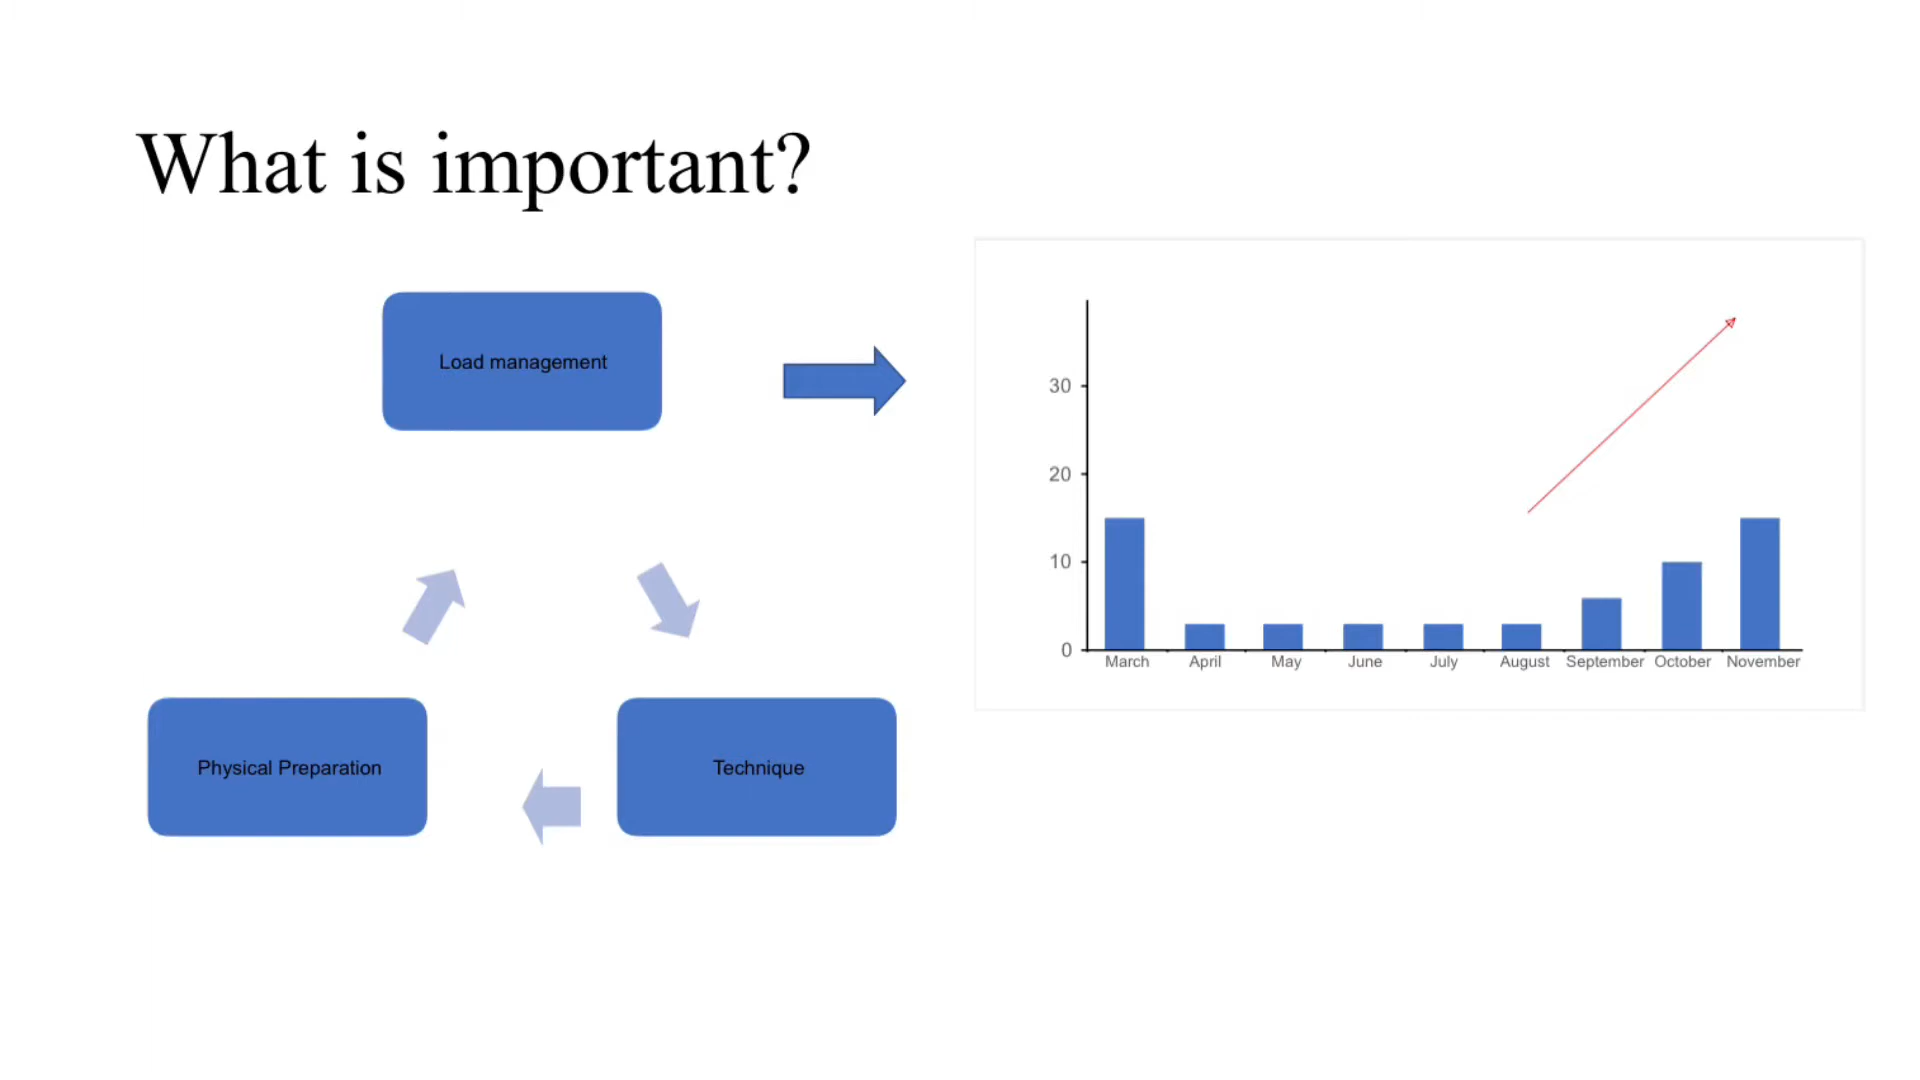 What is important?
Load management
Physical Preparation
Technique
30
20
10
0
March April May June July August September October November